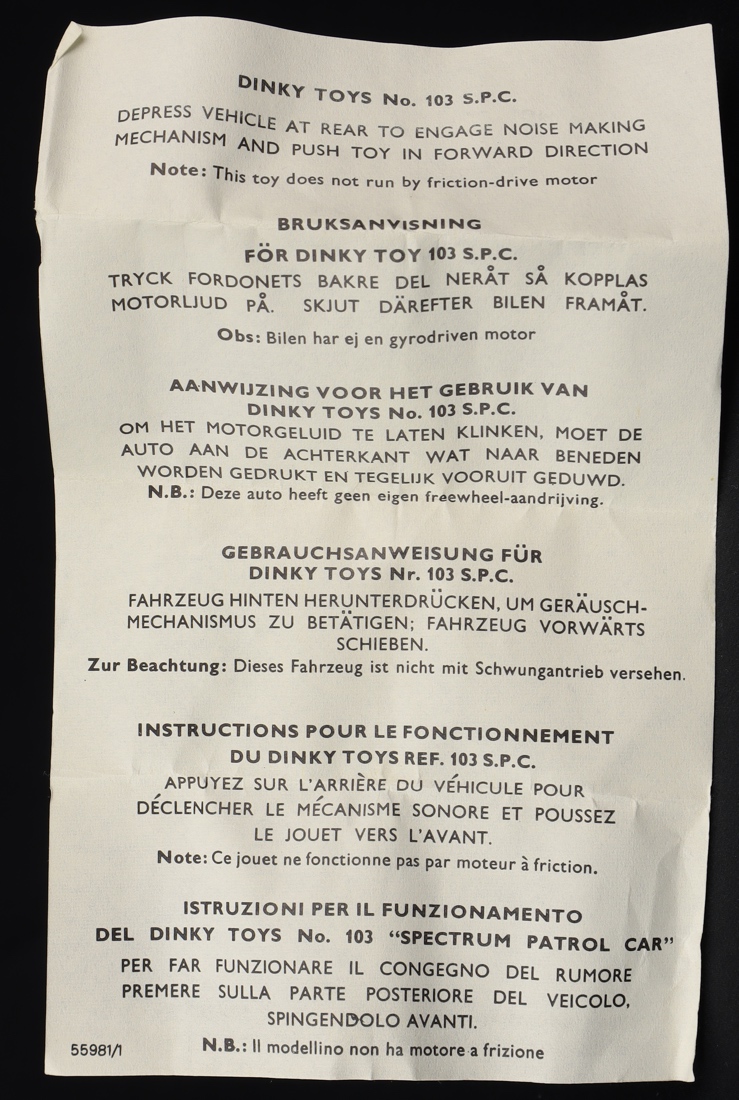 DINKY TOYS No. 103 S.P.C.
DEPRESS VEHICLE AT REAR TO ENGAGE NOISE MAKING
MECHANISM AND PUSH TOY IN FORWARD DIRECTION
Note: This toy does not run by friction-drive motor
BRUKSANVISNING
FÖR DINKY TOY 103 S.P.C.
TRYCK FORDONETS BAKRE DEL NERÅT SÅ KOPPLAS
MOTORLJUD PÅ. SKJUT DÄREFTER BILEN FRAMÅT.
Obs: Bilen har ej en gyrodriven motor
AANWIJZING VOOR HET GEBRUIK VAN
DINKY TOYS No. 103 S.P.C.
OM HET MOTORGELUID TE LATEN KLINKEN, MOET DE
AUTO AAN DE ACHTERKANT WAT NAAR BENEDEN
WORDEN GEDRUKT EN TEGELIJK VOORUIT GEDUWD.
N.B.: Deze auto heeft geen eigen freewheel-aandrijving.
GEBRAUCHSANWEISUNG FÜR
DINKY TOYS Nr. 103 S.P.C.
FAHRZEUG HINTEN HERUNTERDRÜCKEN, UM GERÄUSCH-
MECHANISMUS ZU BETÄTIGEN; FAHRZEUG VORWÄRTS
SCHIEBEN.
Zur Beachtung: Dieses Fahrzeug ist nicht mit Schwungantrieb versehen.
INSTRUCTIONS POUR LE FONCTIONNEMENT
DU DINKY TOYS REF. 103 S.P.C.
APPUYEZ SUR L'ARRIÈRE DU VÉHICULE POUR
DÉCLENCHER LE MÉCANISME SONORE ET POUSSEZ
LE JOUET VERS L'AVANT.
Note: Ce jouet ne fonctionne pas par moteur à friction.
ISTRUZIONI PER IL FUNZIONAMENTO
DEL DINKY TOYS No. 103 “SPECTRUM PATROL CAR”
PER FAR FUNZIONARE IL CONGEGNO DEL RUMORE
PREMERE SULLA PARTE POSTERIORE DEL VEICOLO,
SPINGENDOLO AVANTI.
N.B.: Il modellino non ha motore a frizione
55981/1